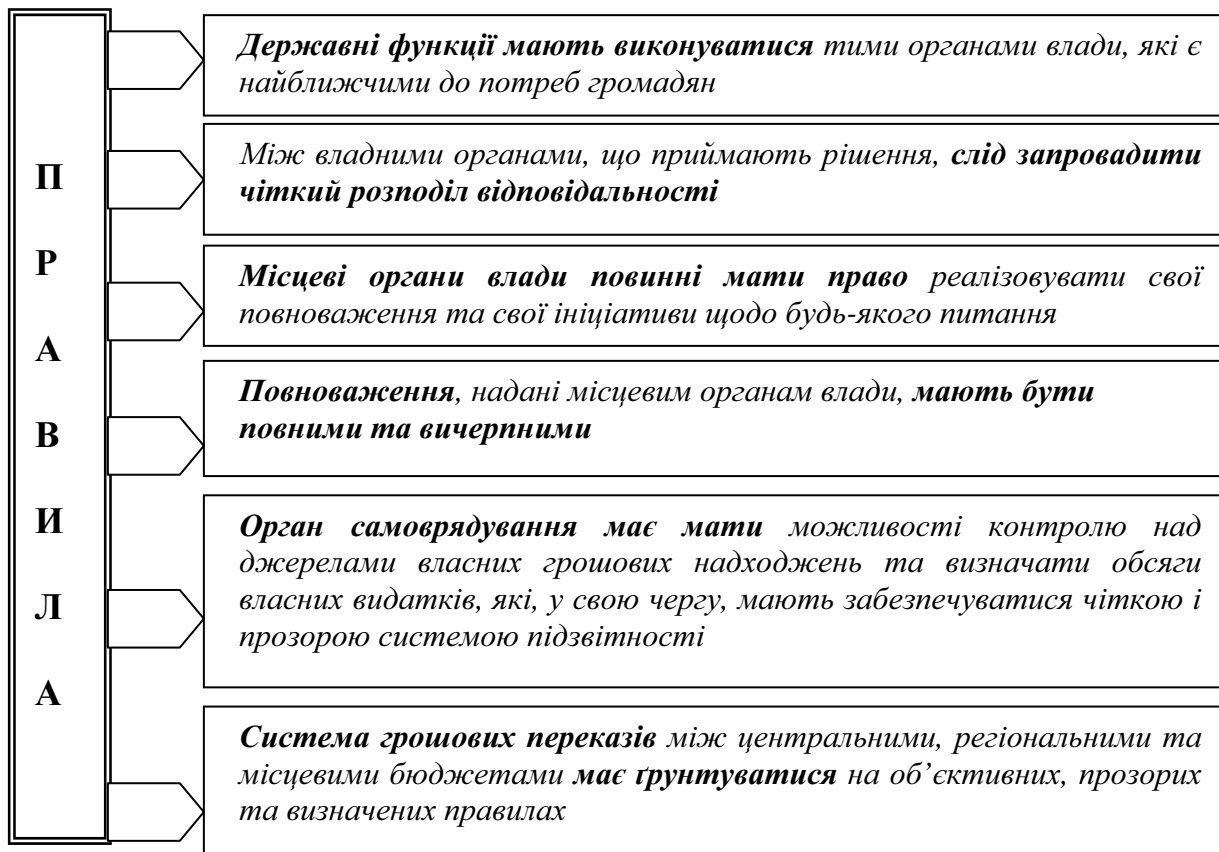 ПРАВИЛА
Державні функції мають виконуватися тими органами влади, які є
найближчими до потреб громадян
Між владними органами, що приймають рішення, слід запровадити
чіткий розподіл відповідальності
Місцеві органи влади повинні мати право реалізовувати свої
повноваження та свої ініціативи щодо будь-якого питання
Повноваження, надані місцевим органам влади, мають бути
повними та вичерпними
Орган самоврядування має мати можливості контролю над
джерелами власних грошових надходжень та визначати обсяги
власних видатків, які, у свою чергу, мають забезпечуватися чіткою і
прозорою системою підзвітності
Система грошових переказів між центральними, регіональними та
місцевими бюджетами має ґрунтуватися на об’єктивних, прозорих
та визначених правилах